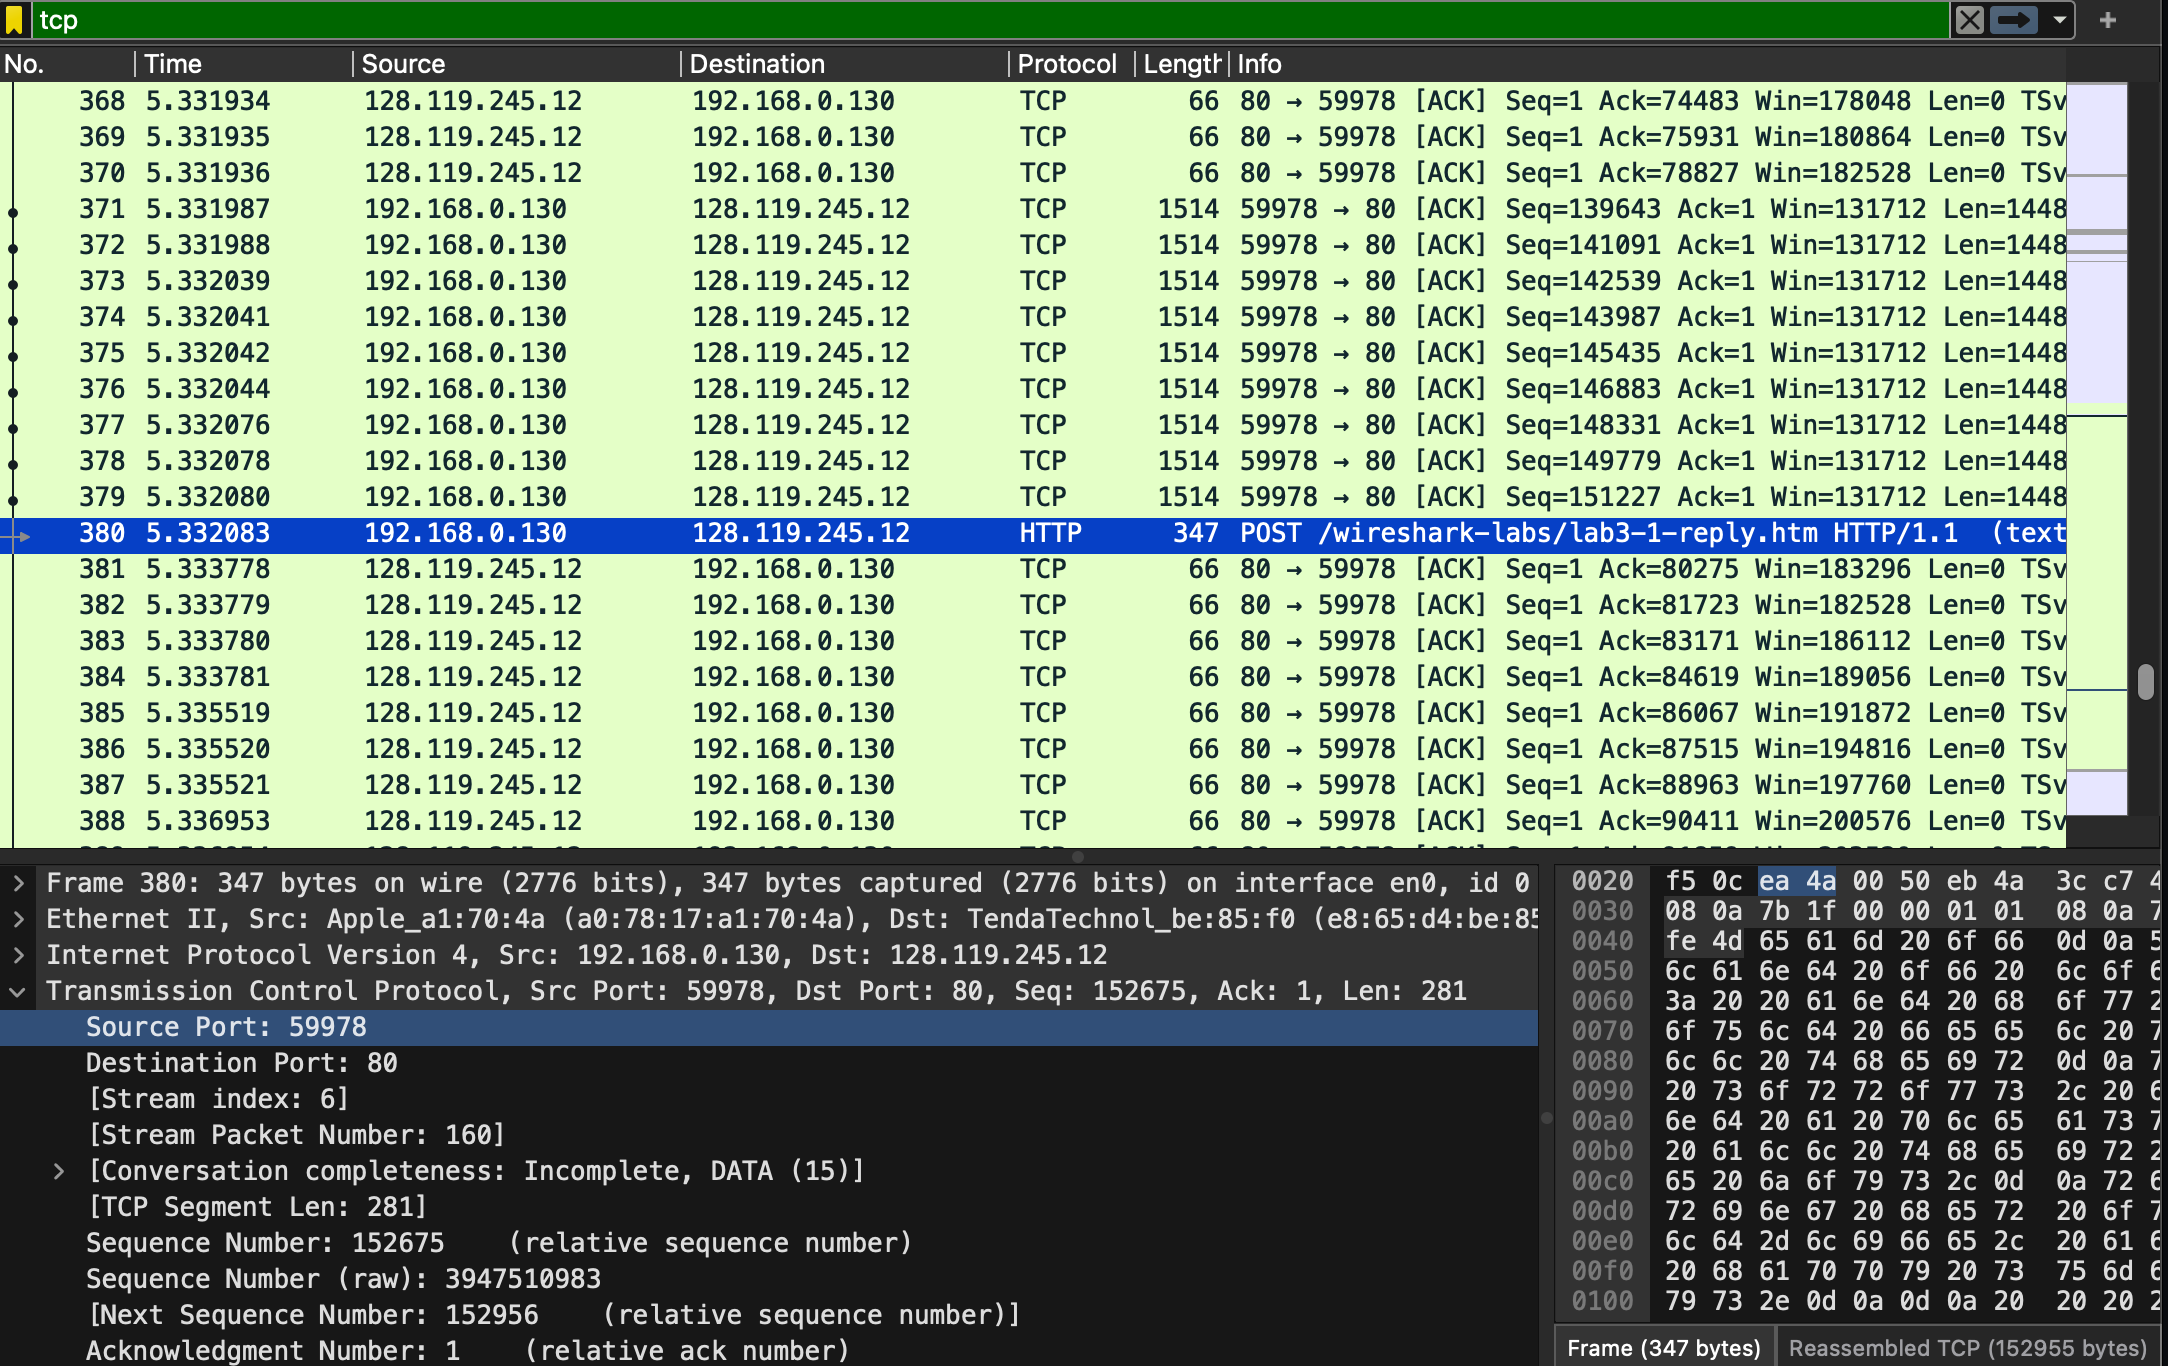 tcp
No. Time Source Destination Protocol Length Info
368 5.331934 128.119.245.12 192.168.0.130 TCP 66 80 → 59978 [ACK] Seq=1 Ack=74483 Win=178048 Len=0 TSv
369 5.331935 128.119.245.12 192.168.0.130 TCP 66 80 → 59978 [ACK] Seq=1 Ack=75931 Win=180864 Len=0 TSv
370 5.331936 128.119.245.12 192.168.0.130 TCP 66 80 → 59978 [ACK] Seq=1 Ack=78827 Win=182528 Len=0 TSv
371 5.331987 192.168.0.130 128.119.245.12 TCP 1514 59978 → 80 [ACK] Seq=139643 Ack=1 Win=131712 Len=1448
372 5.331988 192.168.0.130 128.119.245.12 TCP 1514 59978 → 80 [ACK] Seq=141091 Ack=1 Win=131712 Len=1448
373 5.332039 192.168.0.130 128.119.245.12 TCP 1514 59978 → 80 [ACK] Seq=142539 Ack=1 Win=131712 Len=1448
374 5.332041 192.168.0.130 128.119.245.12 TCP 1514 59978 → 80 [ACK] Seq=143987 Ack=1 Win=131712 Len=1448
375 5.332042 192.168.0.130 128.119.245.12 TCP 1514 59978 → 80 [ACK] Seq=145435 Ack=1 Win=131712 Len=1448
376 5.332044 192.168.0.130 128.119.245.12 TCP 1514 59978 → 80 [ACK] Seq=146883 Ack=1 Win=131712 Len=1448
377 5.332076 192.168.0.130 128.119.245.12 TCP 1514 59978 → 80 [ACK] Seq=148331 Ack=1 Win=131712 Len=1448
378 5.332078 192.168.0.130 128.119.245.12 TCP 1514 59978 → 80 [ACK] Seq=149779 Ack=1 Win=131712 Len=1448
379 5.332080 192.168.0.130 128.119.245.12 TCP 1514 59978 → 80 [ACK] Seq=151227 Ack=1 Win=131712 Len=1448
380 5.332083 192.168.0.130 128.119.245.12 HTTP 347 POST /wireshark-labs/lab3-1-reply.htm HTTP/1.1 (text
381 5.333778 128.119.245.12 192.168.0.130 TCP 66 80 → 59978 [ACK] Seq=1 Ack=80275 Win=183296 Len=0 TSv
382 5.333779 128.119.245.12 192.168.0.130 TCP 66 80 → 59978 [ACK] Seq=1 Ack=81723 Win=182528 Len=0 TSv
383 5.333780 128.119.245.12 192.168.0.130 TCP 66 80 → 59978 [ACK] Seq=1 Ack=83171 Win=186112 Len=0 TSv
384 5.333781 128.119.245.12 192.168.0.130 TCP 66 80 → 59978 [ACK] Seq=1 Ack=84619 Win=189056 Len=0 TSv
385 5.335519 128.119.245.12 192.168.0.130 TCP 66 80 → 59978 [ACK] Seq=1 Ack=86067 Win=191872 Len=0 TSv
386 5.335520 128.119.245.12 192.168.0.130 TCP 66 80 → 59978 [ACK] Seq=1 Ack=87515 Win=194816 Len=0 TSv
387 5.335521 128.119.245.12 192.168.0.130 TCP 66 80 → 59978 [ACK] Seq=1 Ack=88963 Win=197760 Len=0 TSv
388 5.336953 128.119.245.12 192.168.0.130 TCP 66 80 → 59978 [ACK] Seq=1 Ack=90411 Win=200576 Len=0 TSv
Frame 380: 347 bytes on wire (2776 bits), 347 bytes captured (2776 bits) on interface en0, id 0
Ethernet II, Src: Apple_a1:70:4a (a0:78:17:a1:70:4a), Dst: TendaTechnol_be:85:f0 (e8:65:d4:be:85
Internet Protocol Version 4, Src: 192.168.0.130, Dst: 128.119.245.12
Transmission Control Protocol, Src Port: 59978, Dst Port: 80, Seq: 152675, Ack: 1, Len: 281
Source Port: 59978
Destination Port: 80
[Stream index: 6]
[Stream Packet Number: 160]
[Conversation completeness: Incomplete, DATA (15)]
[TCP Segment Len: 281]
Sequence Number: 152675 (relative sequence number)
Sequence Number (raw): 3947510983
[Next Sequence Number: 152956 (relative sequence number)]
Acknowledgment Number: 1 (relative ack number)
0020 f5 0c ea 4a 00 50 eb 4a 3c c7 4
0030 08 0a 7b 1f 00 00 01 01 08 0a 7
0040 fe 4d 65 61 6d 20 6f 66 0d 0a 5
0050 6c 61 6e 64 20 6f 66 20 6c 6f 6
0060 3a 20 20 61 6e 64 20 68 6f 77 2
0070 6f 75 6c 64 20 66 65 65 6c 20 7
0080 6c 6c 20 74 68 65 69 72 0d 0a 7
0090 20 73 6f 72 72 6f 77 73 2c 20 6
00a0 6e 64 20 61 20 70 6c 65 61 73 7
00b0 20 61 6c 6c 20 74 68 65 69 72 2
00c0 65 20 6a 6f 79 73 2c 0d 0a 72 6
00d0 72 69 6e 67 20 68 65 72 20 6f 7
00e0 6c 64 2d 6c 69 66 65 2c 20 61 6
00f0 20 68 61 70 70 79 20 73 75 6d 6
0100 79 73 2e 0d 0a 0d 0a 20 20 20 2
Frame (347 bytes) Reassembled TCP (152955 bytes)